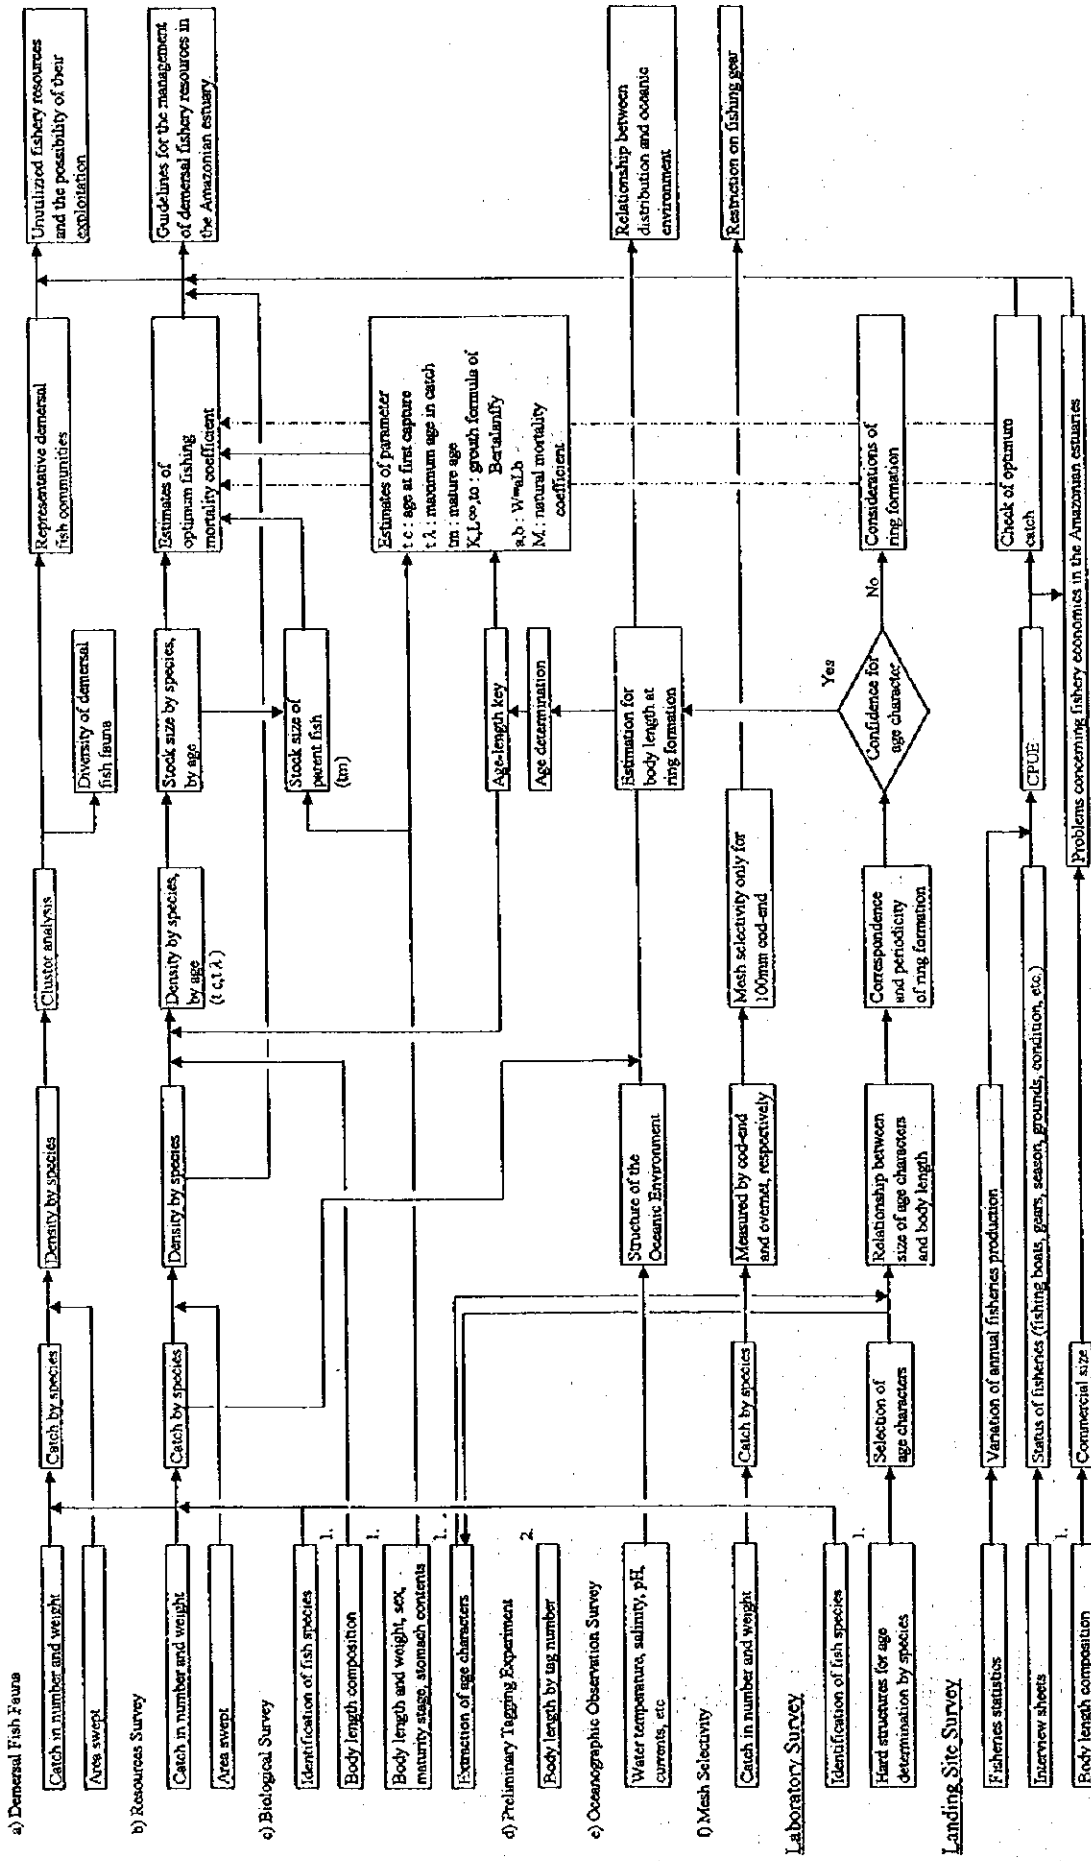 a) Demersal Fish Fauna
Catch in number and weight
Area swept
Catch by species
Density by species
Clustor analysis
Diversity of demersal
fish fauna
Representative demersal
fish communities
Unutilizied fishery resources
and the possibility of their
exploitation
b) Resources Survey
Catch in number and weight
Area swept
Catch by species
Density by species
Density by species,
by age
(t c,t λ)
Stock size by species,
by age
Stock size of
parent fish
(tm)
Estimates of
optimum fishing
mortality coefficient
Guidelines for the management
of demersal fishery resources in
the Amazonian estuary.
c) Biological Survey
Identification of fish species
1.
Body length composition
1.
Body length and weight, sex,
maturity stage, stomach contents
1.
Extraction of age characters
Estimates of parameter
t c : age at first capture
t λ : maximum age in catch
tm : mature age
K,L∞ to : growth formula of
Bertalanffy
a,b : W=aLb
M : natural mortality
coefficient
Age-length key
Age determination
d) Preliminary Tagging Experiment
2.
Body length by tag number
e) Oceanographic Observation Survey
Water temperature, salinity, pH,
currents, etc
Structure of the
Oceanic Environment
Estimation for
body length at
ring formation
Relationship between
distribution and oceanic
environment
f) Mesh Selectivity
Catch in number and weight
Catch by species
Measured by cod-end
and overnet, respectively
Mesh selectivity only for
100mm cod-end
Restriction on fishing gear
Laboratory Survey
Identification of fish species
1.
Hard structures for age
determination by species
Selection of
age characters
Relationship between
size of age characters
and body length
Correspondence
and periodicity
of ring formation
Confidence for
age character
Yes
No
Considerations of
ring formation
Landing Site Survey
Fisheries statistics
Variation of annual fisheries production
Interview sheets
Status of fisheries (fishing boats, gears, season, grounds, condition, etc.)
CPUE
Check of optimum
catch
1.
Body length composition
Commercial size
Problems concerning fishery economics in the Amazonian estuaries